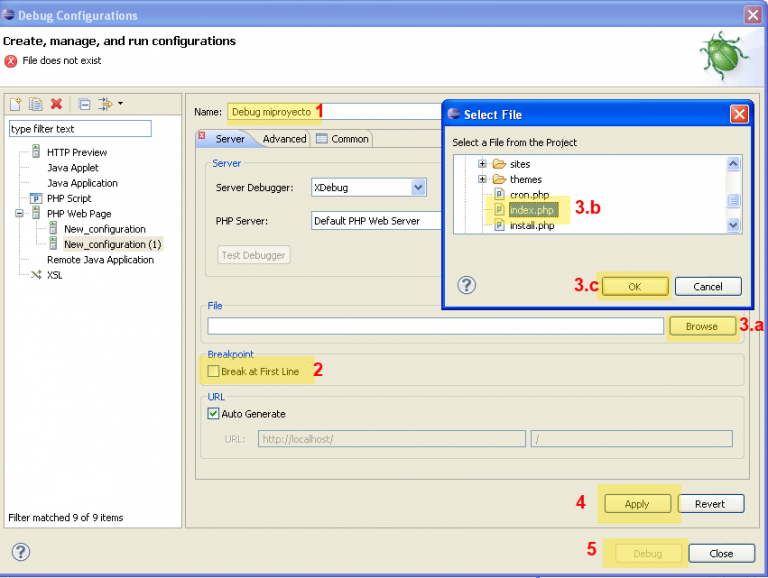 Debug Configurations
Create, manage, and run configurations
File does not exist
type filter text
HTTP Preview
Java Applet
Java Application
PHP Script
PHP Web Page
New_configuration
New_configuration (1)
Remote Java Application
XSL
Filter matched 9 of 9 items
Name: Debug miproyecto 1
Server Advanced Common
Server
Server Debugger: XDebug
PHP Server: Default PHP Web Server
Test Debugger
File
Browse 3.a
Breakpoint
Break at First Line 2
URL
Auto Generate
URL: http://localhost/ /
4 Apply Revert
5 Debug Close
Select File
Select a File from the Project
sites
themes
cron.php
index.php 3.b
install.php
3.c OK Cancel